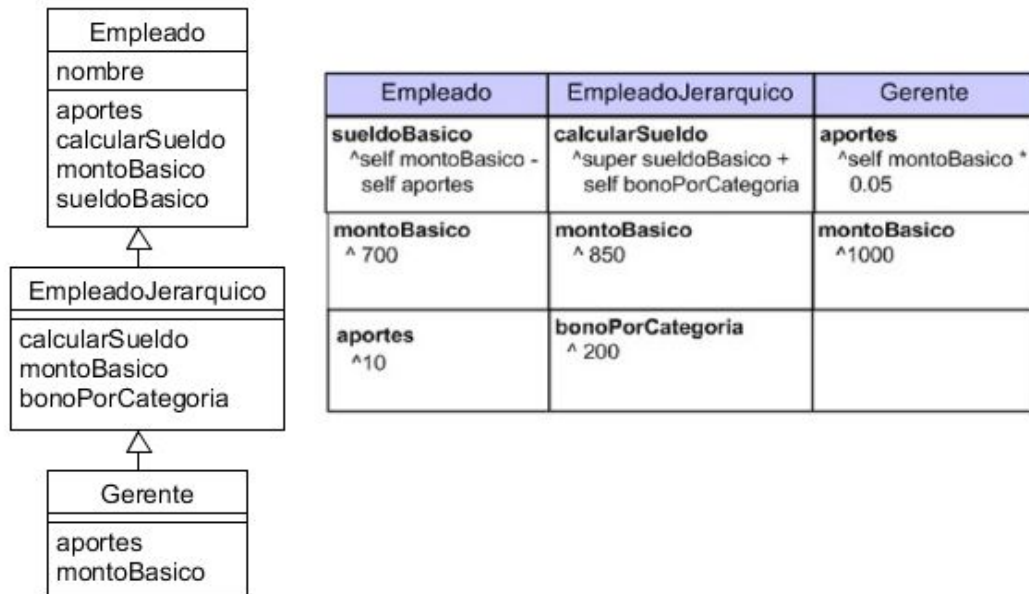 Empleado
nombre
aportes
calcularSueldo
montoBasico
sueldoBasico
EmpleadoJerarquico
calcularSueldo
montoBasico
bonoPorCategoria
Gerente
aportes
montoBasico
Empleado
EmpleadoJerarquico
Gerente
sueldoBasico
^self montoBasico -
self aportes
calcularSueldo
^super sueldoBasico +
self bonoPorCategoria
aportes
^self montoBasico *
0.05
montoBasico
^ 700
montoBasico
^ 850
montoBasico
^1000
aportes
^10
bonoPorCategoria
^ 200